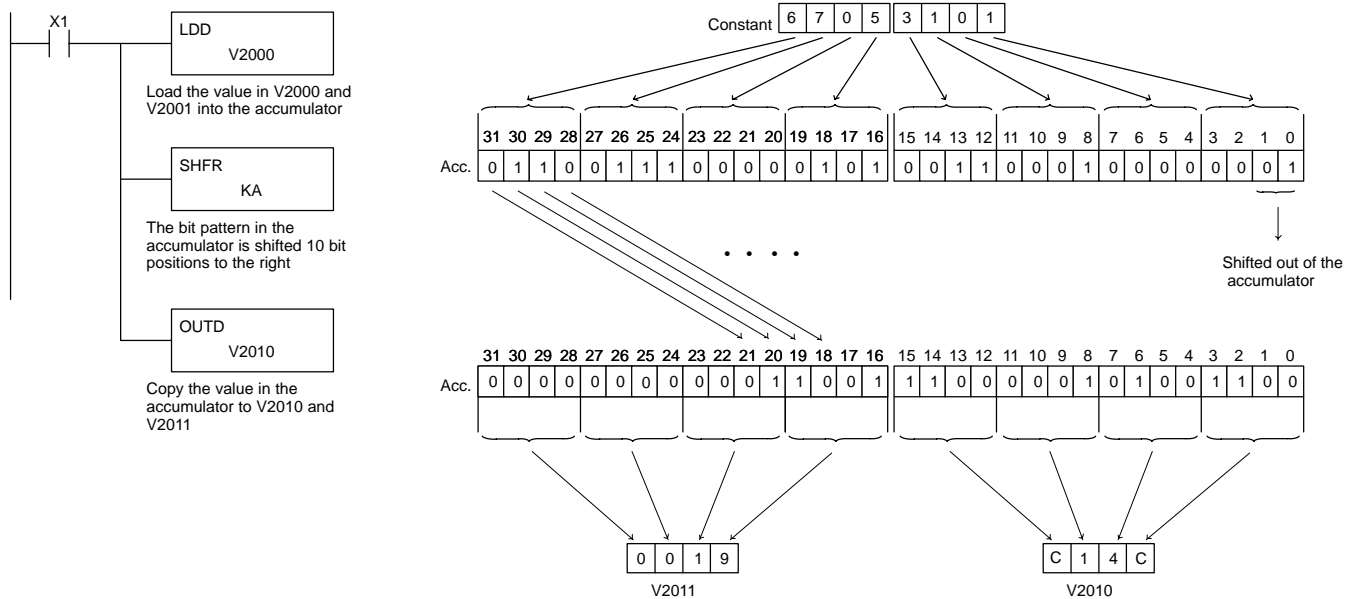 X1
LDD
V2000
Load the value in V2000 and
V2001 into the accumulator
SHFR
KA
The bit pattern in the
accumulator is shifted 10 bit
positions to the right
OUTD
V2010
Copy the value in the
accumulator to V2010 and
V2011
Constant 6 7 0 5 3 1 0 1
31 30 29 28 27 26 25 24 23 22 21 20 19 18 17 16 15 14 13 12 11 10 9 8 7 6 5 4 3 2 1 0
Acc. 0 1 1 0 0 1 1 1 0 0 0 0 0 1 0 1 0 0 1 1 0 0 0 1 0 0 0 0 0 0 0 1
. . . .
Shifted out of the
accumulator
31 30 29 28 27 26 25 24 23 22 21 20 19 18 17 16 15 14 13 12 11 10 9 8 7 6 5 4 3 2 1 0
Acc. 0 0 0 0 0 0 0 0 0 0 0 1 1 0 0 1 1 1 0 0 0 0 0 1 0 1 0 0 1 1 0 0
0 0 1 9
C 1 4 C
V2011
V2010